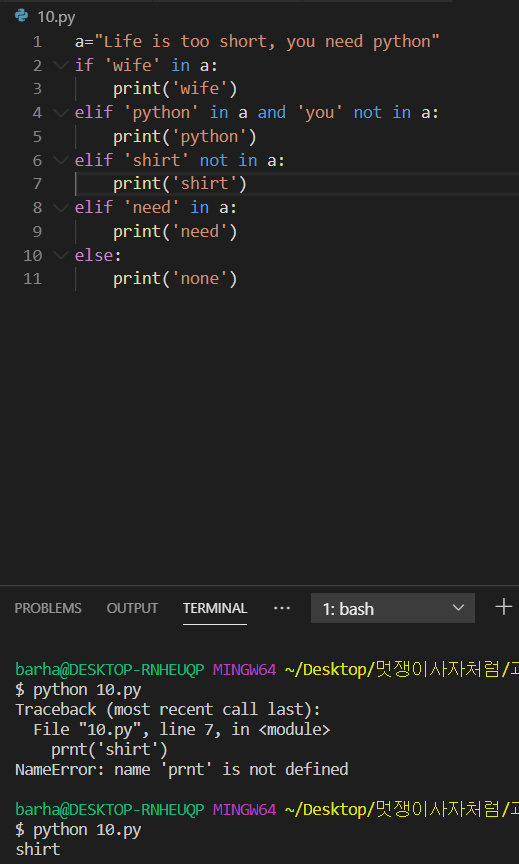 10.py
1 a="Life is too short, you need python"
2 if 'wife' in a:
3     print('wife')
4 elif 'python' in a and 'you' not in a:
5     print('python')
6 elif 'shirt' not in a:
7     print('shirt')
8 elif 'need' in a:
9     print('need')
10 else:
11     print('none')
PROBLEMS OUTPUT TERMINAL ··· 1: bash
barha@DESKTOP-RNHEUQP MINGW64 ~/Desktop/멋쟁이사자처럼/
$ python 10.py
Traceback (most recent call last):
  File "10.py", line 7, in <module>
    prnt('shirt')
NameError: name 'prnt' is not defined
barha@DESKTOP-RNHEUQP MINGW64 ~/Desktop/멋쟁이사자처럼/
$ python 10.py
shirt